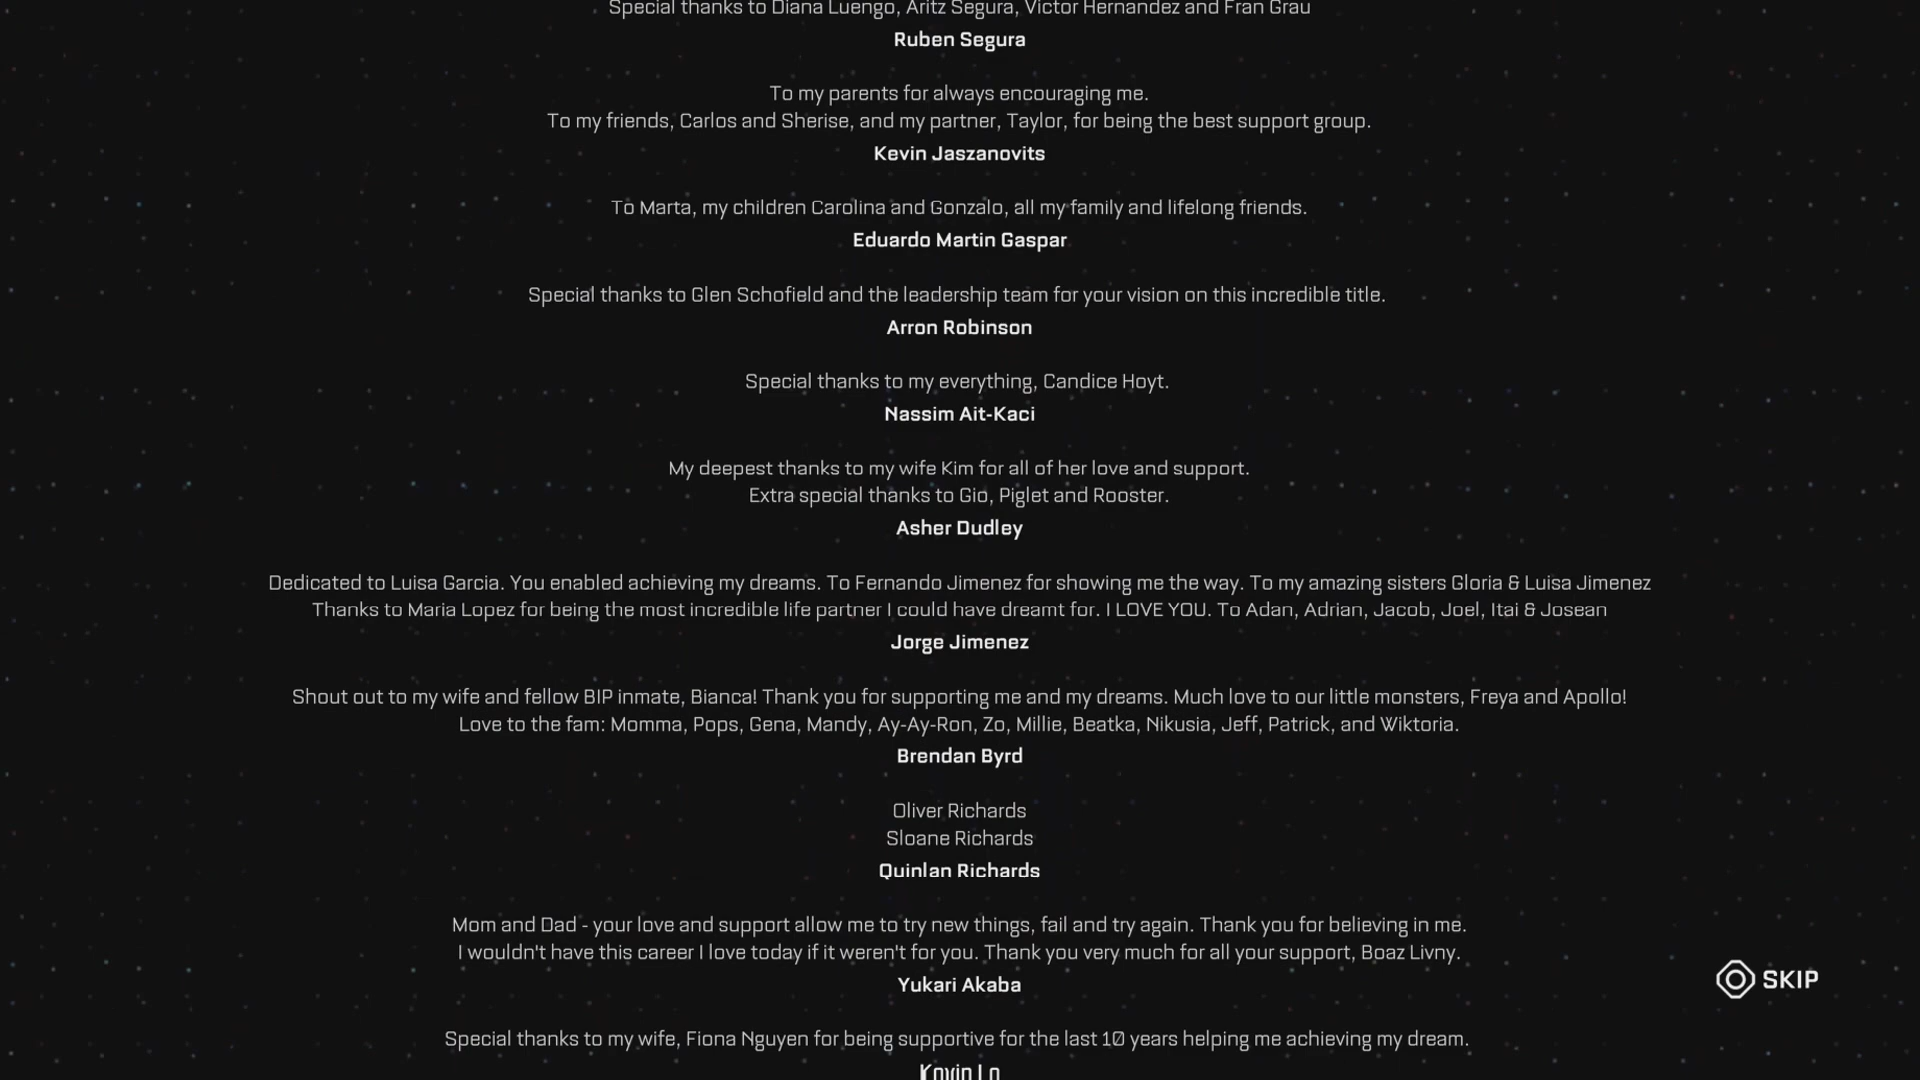 Special thanks to Diana Luengo, Aritz Segura, Victor Hernandez and Fran Grau
Ruben Segura
To my parents for always encouraging me.
To my friends, Carlos and Sherise, and my partner, Taylor, for being the best support group.
Kevin Jaszanovits
To Marta, my children Carolina and Gonzalo, all my family and lifelong friends.
Eduardo Martin Gaspar
Special thanks to Glen Schofield and the leadership team for your vision on this incredible title.
Arron Robinson
Special thanks to my everything, Candice Hoyt.
Nassim Ait-Kaci
My deepest thanks to my wife Kim for all of her love and support.
Extra special thanks to Gio, Piglet and Rooster.
Asher Dudley
Dedicated to Luisa Garcia. You enabled achieving my dreams. To Fernando Jimenez for showing me the way. To my amazing sisters Gloria & Luisa Jimenez
Thanks to Maria Lopez for being the most incredible life partner I could have dreamt for. I LOVE YOU. To Adan, Adrian, Jacob, Joel, Itai & Josean
Jorge Jimenez
Shout out to my wife and fellow BIP inmate, Bianca! Thank you for supporting me and my dreams. Much love to our little monsters, Freya and Apollo!
Love to the fam: Momma, Pops, Gena, Mandy, Ay-Ay-Ron, Zo, Millie, Beatka, Nikusia, Jeff, Patrick, and Wiktoria.
Brendan Byrd
Oliver Richards
Sloane Richards
Quinlan Richards
Mom and Dad - your love and support allow me to try new things, fail and try again. Thank you for believing in me.
I wouldn't have this career I love today if it weren't for you. Thank you very much for all your support, Boaz Livny.
Yukari Akaba
SKIP
Special thanks to my wife, Fiona Nguyen for being supportive for the last 10 years helping me achieving my dream.
Kevin